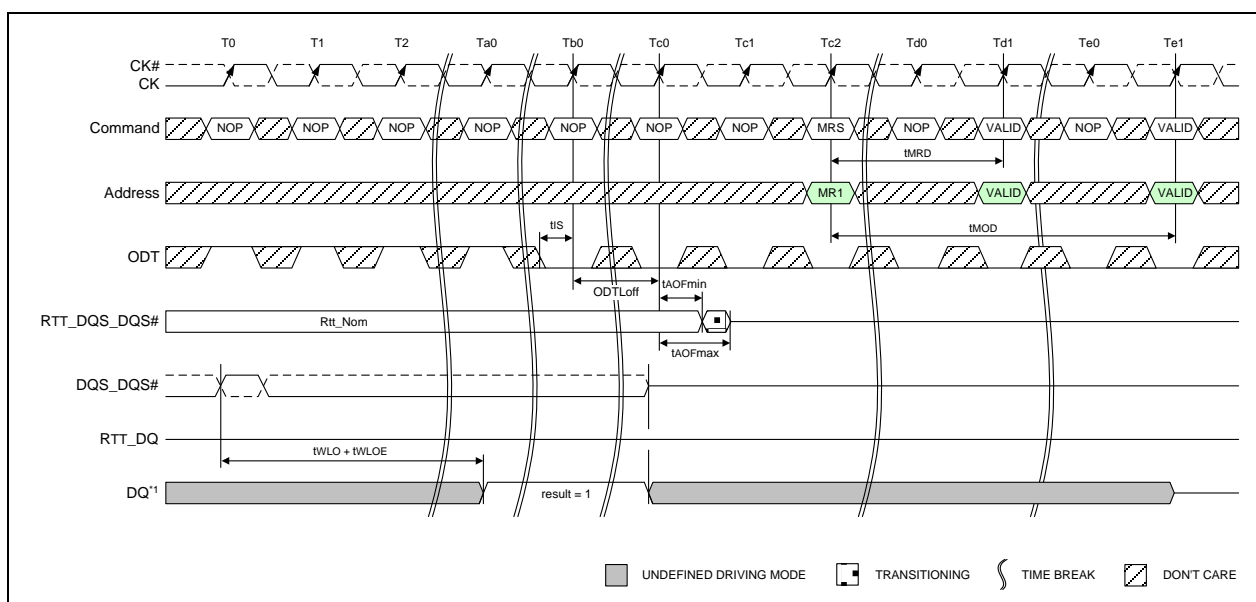 T0 T1 T2 Ta0 Tb0 Tc0 Tc1 Tc2 Td0 Td1 Te0 Te1
CK#
CK
Command NOP NOP NOP NOP NOP NOP NOP MRS NOP VALID NOP VALID
tMRD
Address MR1 VALID VALID
tIS tMOD
ODT
ODTLoff tAOFmin
RTT_DQS_DQS# Rtt_Nom
tAOFmax
DQS_DQS#
RTT_DQ
tWLO + tWLOE
DQ*1 result = 1
UNDEFINED DRIVING MODE TRANSITIONING TIME BREAK DON'T CARE